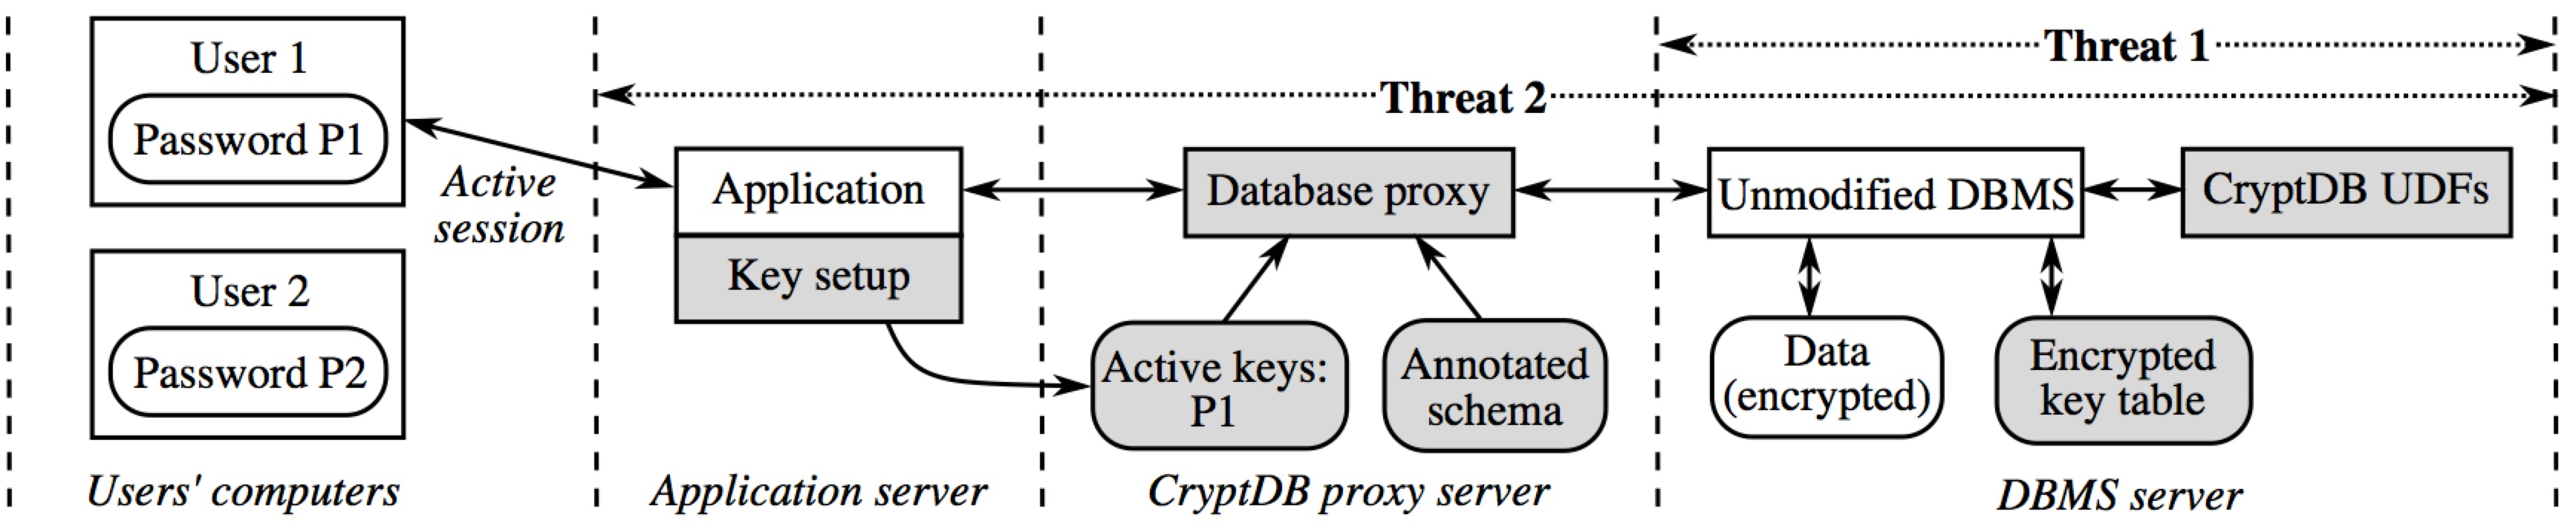 User 1
Password P1
Active
session
User 2
Password P2
Users' computers
Threat 1
Threat 2
Application
Key setup
Application server
Database proxy
Active keys:
P1
Annotated
schema
CryptDB proxy server
Unmodified DBMS
CryptDB UDFs
Data
(encrypted)
Encrypted
key table
DBMS server